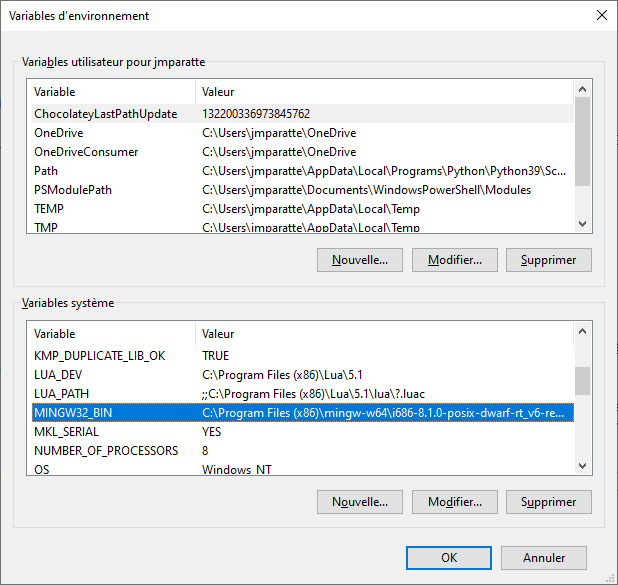 Variables d'environnement
Variables utilisateur pour jmparatte
Variable Valeur
ChocolateyLastPathUpdate 132200336973845762
OneDrive C:\Users\jmparatte\OneDrive
OneDriveConsumer C:\Users\jmparatte\OneDrive
Path C:\Users\jmparatte\AppData\Local\Programs\Python\Python39\Sc...
PSModulePath C:\Users\jmparatte\Documents\WindowsPowerShell\Modules
TEMP C:\Users\jmparatte\AppData\Local\Temp
TMP C:\Users\jmparatte\AppData\Local\Temp
Nouvelle... Modifier... Supprimer
Variables système
Variable Valeur
KMP_DUPLICATE_LIB_OK TRUE
LUA_DEV C:\Program Files (x86)\Lua\5.1
LUA_PATH ;;C:\Program Files (x86)\Lua\5.1\lua\?.luac
MINGW32_BIN C:\Program Files (x86)\mingw-w64\i686-8.1.0-posix-dwarf-rt_v6-re...
MKL_SERIAL YES
NUMBER_OF_PROCESSORS 8
OS Windows_NT
Nouvelle... Modifier... Supprimer
OK Annuler